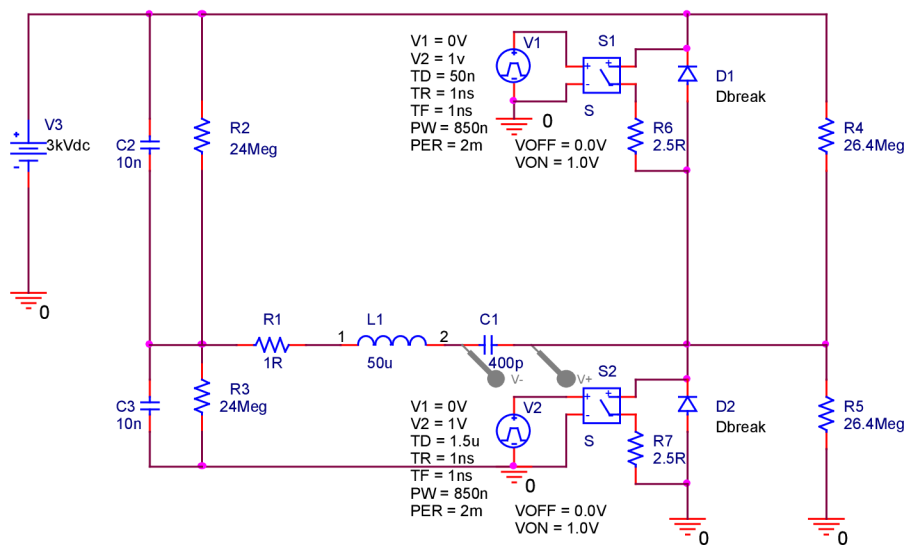 V1 = 0V
V2 = 1v
TD = 50n
TR = 1ns
TF = 1ns
PW = 850n
PER = 2m
V1
+
-
S1
S
0
VOFF = 0.0V
VON = 1.0V
R6
2.5R
D1
Dbreak
V3
+
-
3kVdc
0
C2
10n
R2
24Meg
R4
26.4Meg
R1
1R
1
L1
2
50u
C1
400p
V-
V+
C3
10n
R3
24Meg
V1 = 0V
V2 = 1V
TD = 1.5u
TR = 1ns
TF = 1ns
PW = 850n
PER = 2m
V2
+
-
S2
S
0
VOFF = 0.0V
VON = 1.0V
R7
2.5R
D2
Dbreak
R5
26.4Meg
0
0